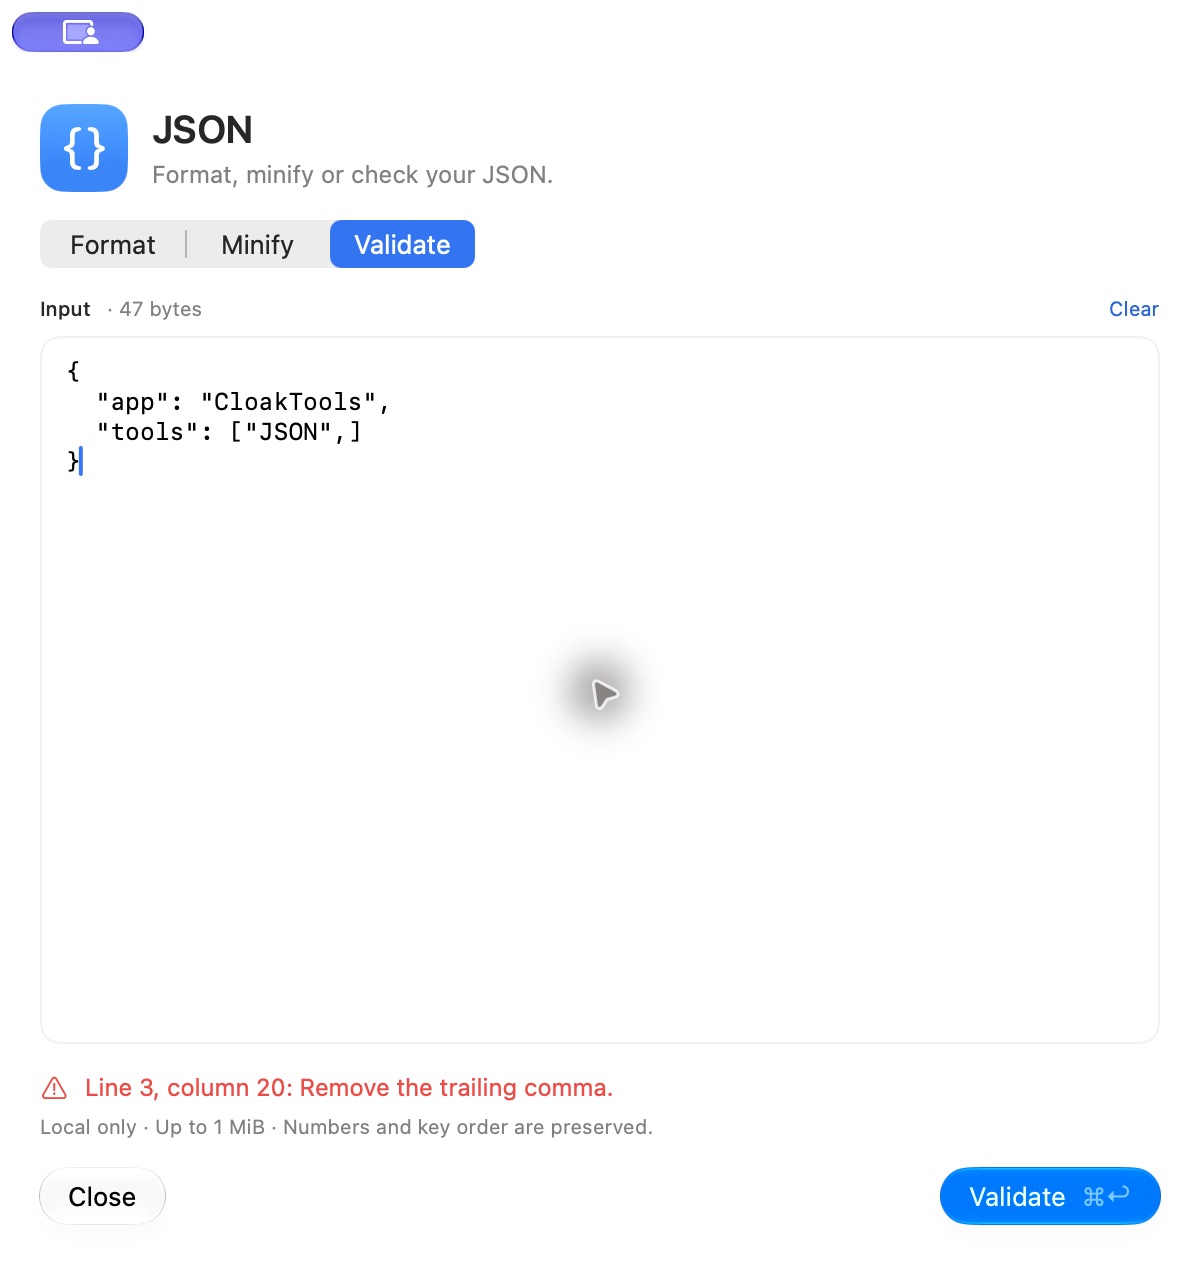 JSON
Format, minify or check your JSON.
Format Minify Validate
Input · 47 bytes Clear
{
  "app": "CloakTools",
  "tools": ["JSON",]
}
Line 3, column 20: Remove the trailing comma.
Local only · Up to 1 MiB · Numbers and key order are preserved.
Close Validate ⌘↩